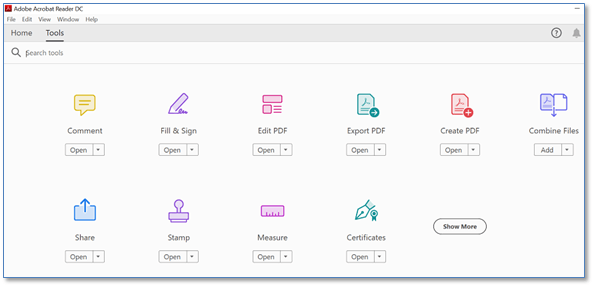 Adobe Acrobat Reader DC
File Edit View Window Help
Home Tools
Search tools
Comment Fill & Sign Edit PDF Export PDF Create PDF Combine Files
Open Open Open Open Open Add
Share Stamp Measure Certificates Show More
Open Open Open Open